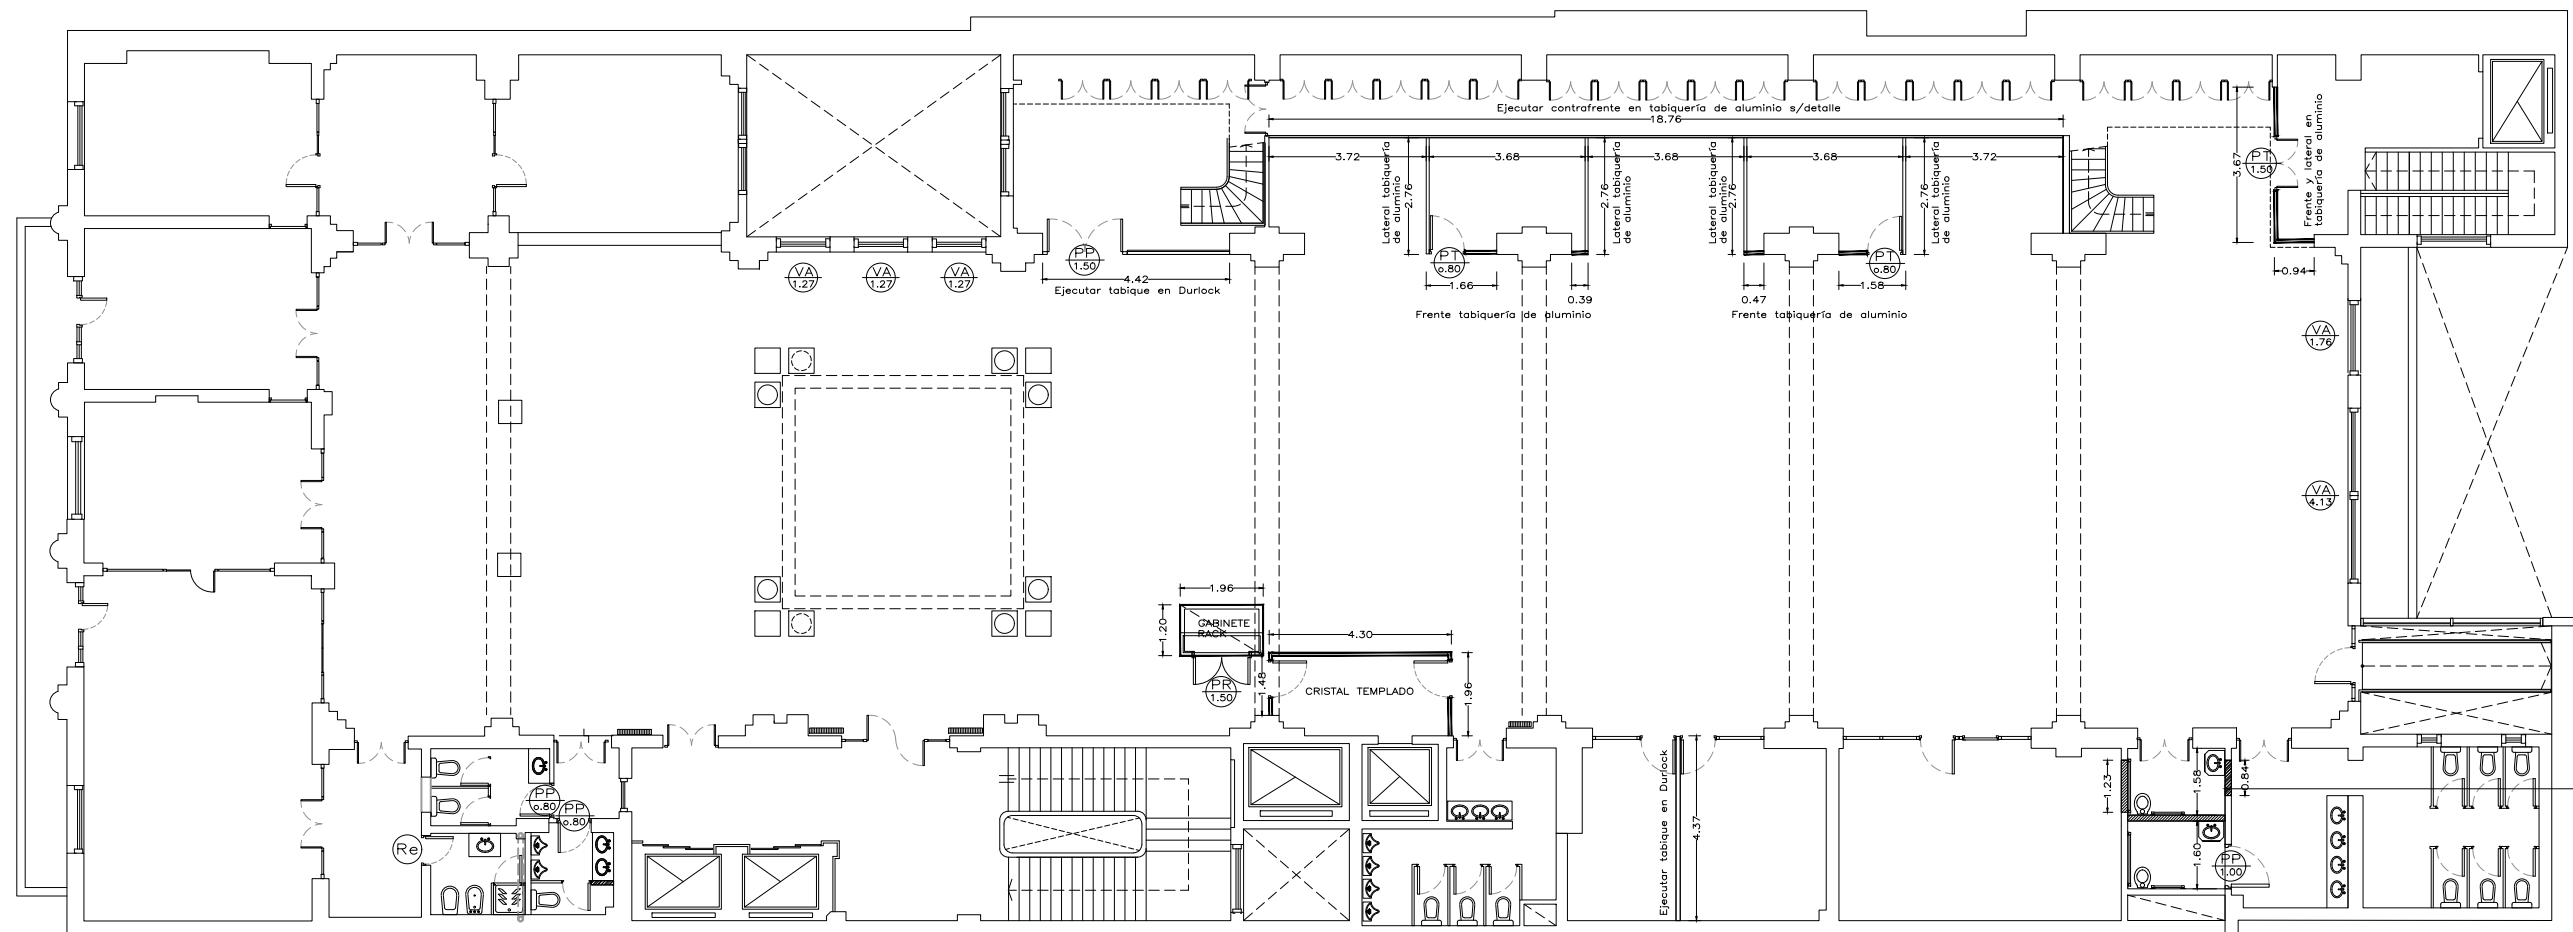 Ejecutar contrafrente en tabiquería de aluminio s/detalle
18.76
3.72
3.68
3.68
3.68
3.72
Lateral tabiquería
de aluminio
2.76
2.76
Lateral tabiquería
de aluminio
Lateral tabiquería
de aluminio
2.76
2.76
Lateral tabiquería
de aluminio
3.67
PT
1.50
Frente y lateral en
tabiquería de aluminio
0.94
VA
1.27
VA
1.27
VA
1.27
PP
1.50
4.42
Ejecutar tabique en Durlock
PT
0.80
1.66
0.39
Frente tabiquería de aluminio
PT
0.80
0.47
1.58
Frente tabiquería de aluminio
VA
1.76
VA
4.13
1.96
1.20
GABINETE
RACK
PR
1.50
1.48
4.30
CRISTAL TEMPLADO
1.96
PP
0.80
PP
0.80
Re
Ejecutar tabique en Durlock
4.37
1.23
1.58
0.84
1.60
PP
1.00